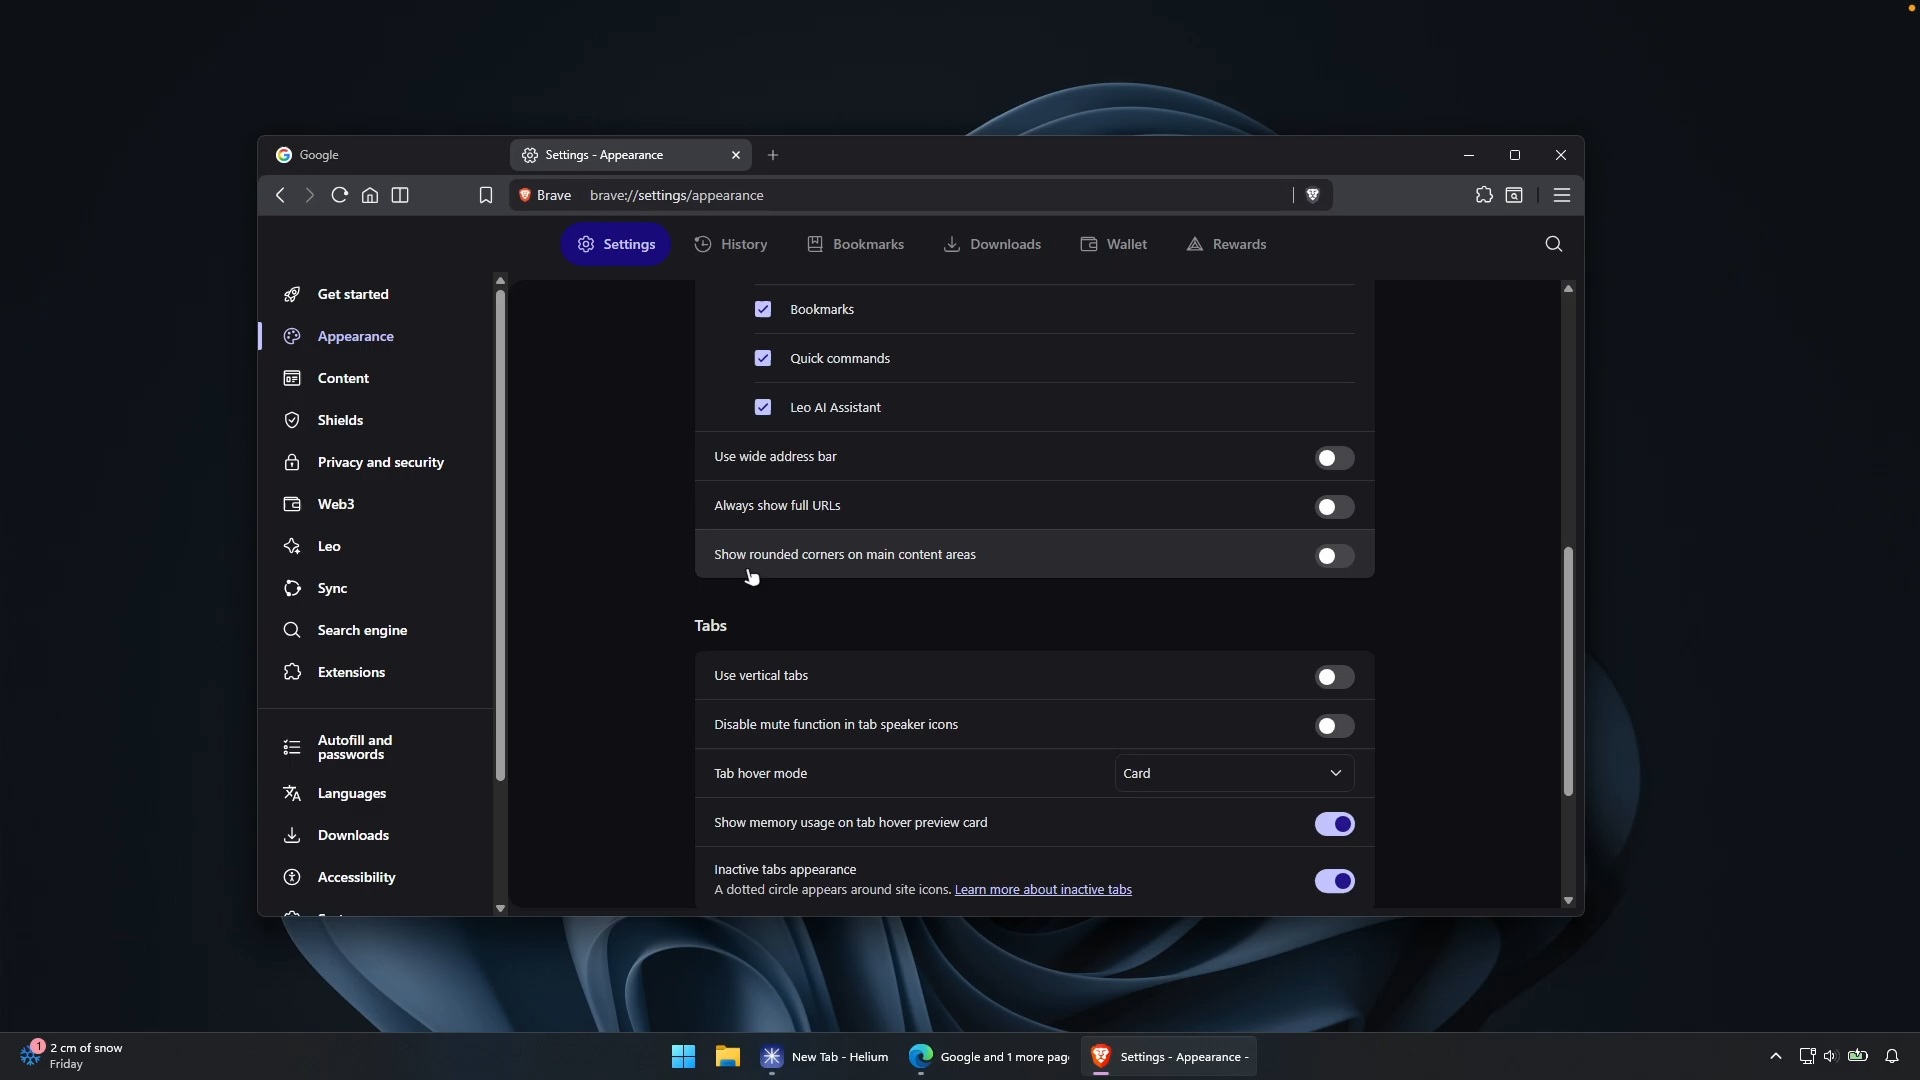 Google
Settings - Appearance
Brave
brave://settings/appearance
Settings
History
Bookmarks
Downloads
Wallet
Rewards
Get started
Appearance
Content
Shields
Privacy and security
Web3
Leo
Sync
Search engine
Extensions
Autofill and
passwords
Languages
Downloads
Accessibility
Bookmarks
Quick commands
Leo AI Assistant
Use wide address bar
Always show full URLs
Show rounded corners on main content areas
Tabs
Use vertical tabs
Disable mute function in tab speaker icons
Tab hover mode
Card
Show memory usage on tab hover preview card
Inactive tabs appearance
A dotted circle appears around site icons. Learn more about inactive tabs
1
2 cm of snow
Friday
New Tab - Helium
Google and 1 more pag
Settings - Appearance -